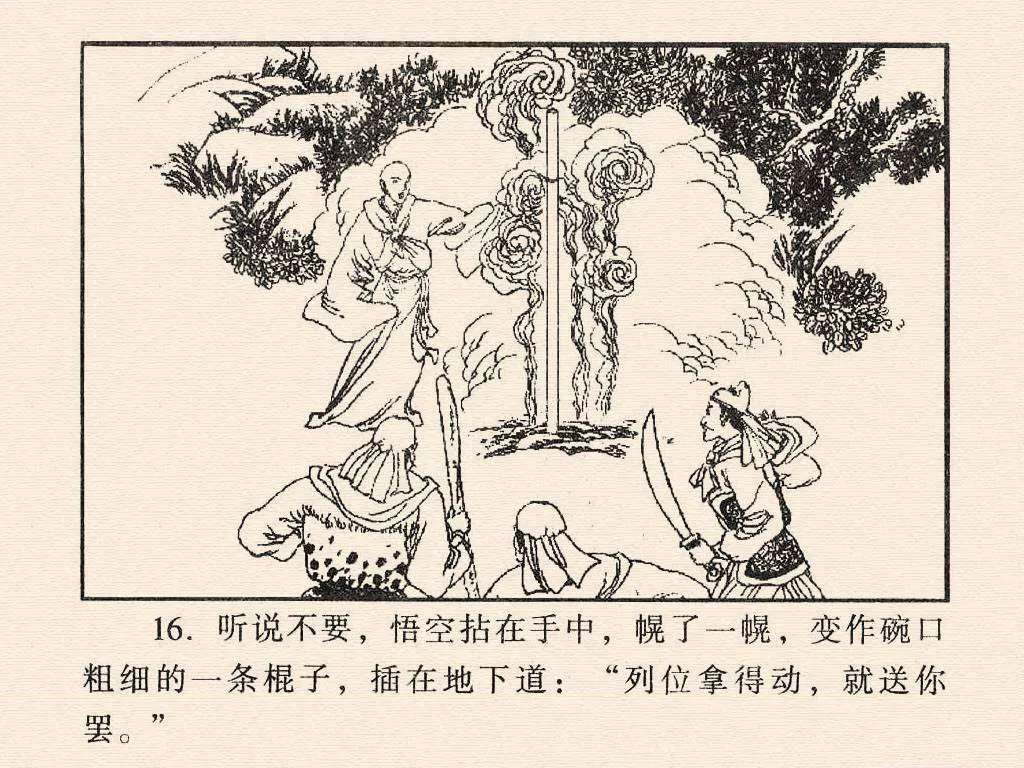 16. 听说不要，悟空拈在手中，幌了一幌，变作碗口
粗细的一条棍子，插在地下道：“列位拿得动，就送你
罢。”